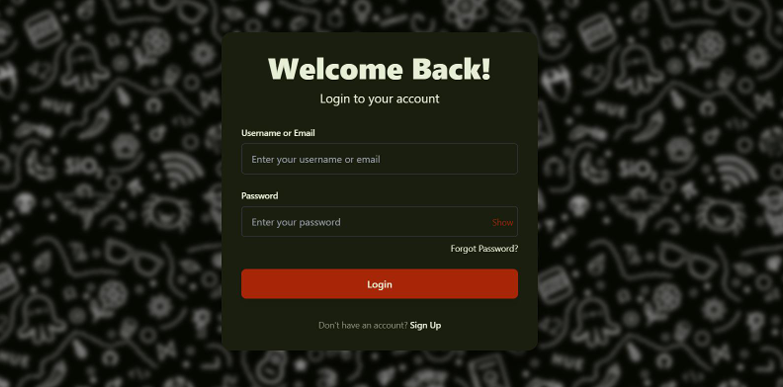 Welcome Back!
Login to your account
Username or Email
Enter your username or email
Password
Enter your password Show
Forgot Password?
Login
Don't have an account? Sign Up